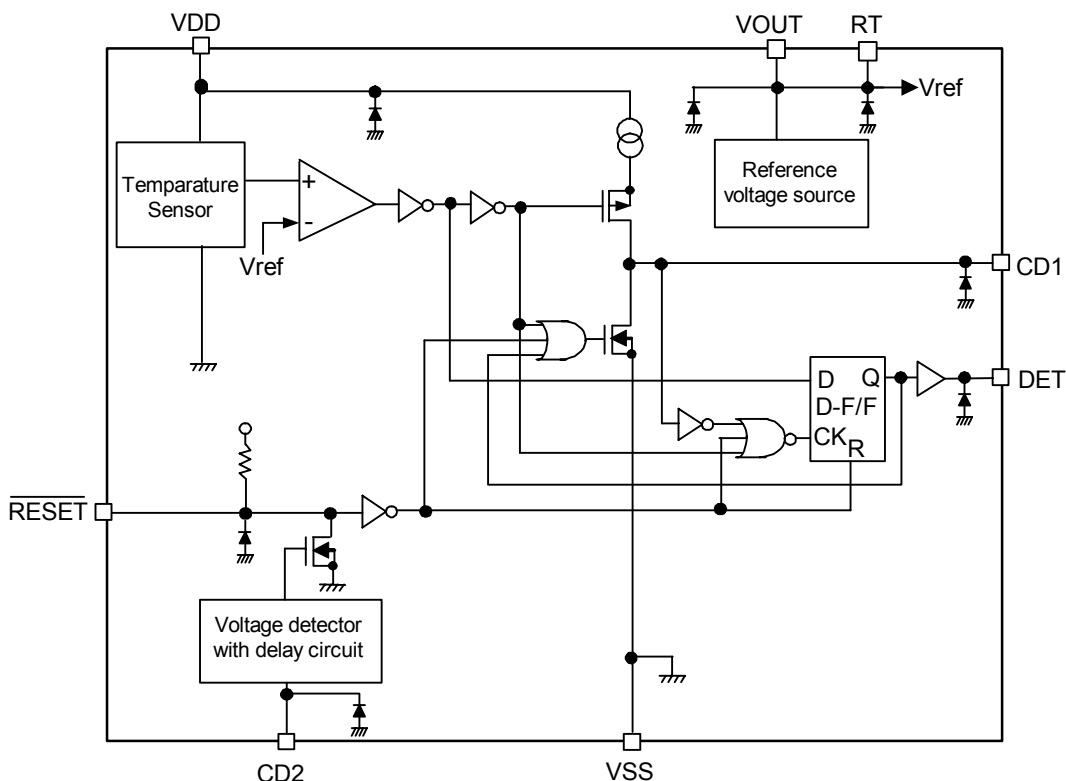 VDD
VOUT
RT
Vref
Temparature
Sensor
+
-
Vref
Reference
voltage source
CD1
D
Q
D-F/F
CK
R
DET
RESET
Voltage detector
with delay circuit
CD2
VSS